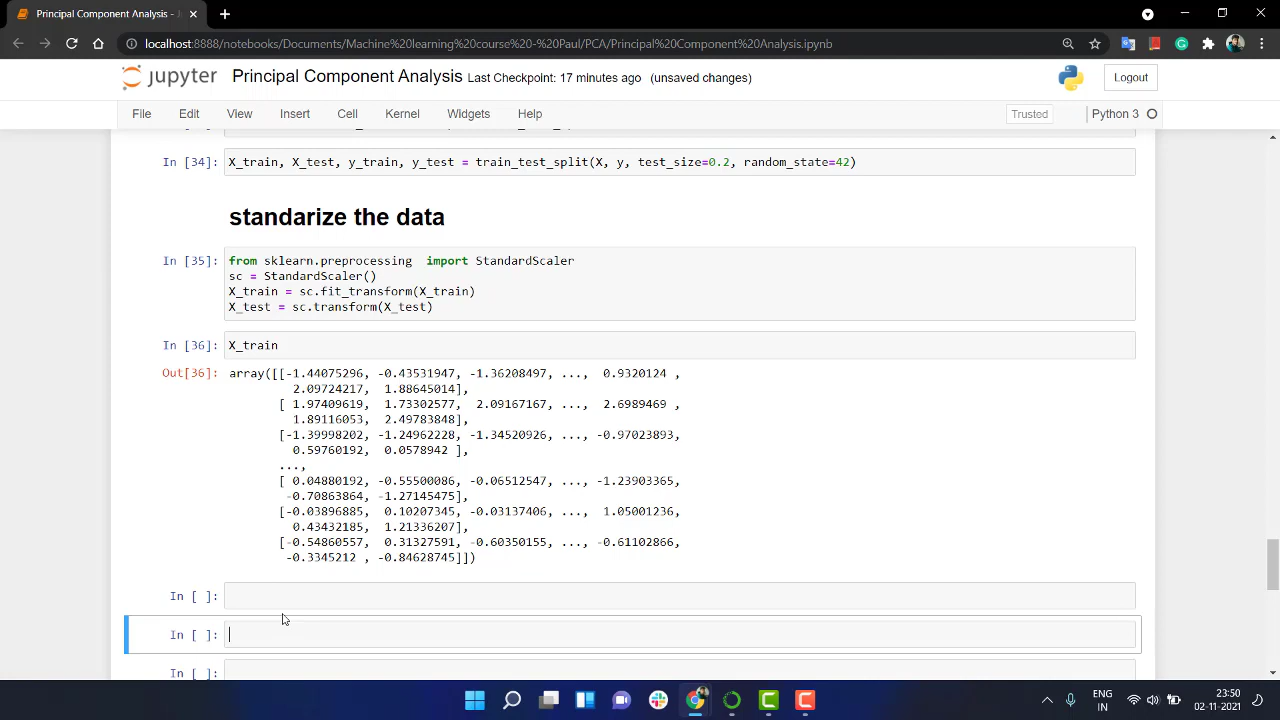 Principal Component Analysis - J
localhost:8888/notebooks/Documents/Machine%20learning%20course%20-%20Paul/PCA/Principal%20Component%20Analysis.ipynb
jupyter Principal Component Analysis Last Checkpoint: 17 minutes ago (unsaved changes) Logout
File Edit View Insert Cell Kernel Widgets Help Trusted Python 3
In [34]: X_train, X_test, y_train, y_test = train_test_split(X, y, test_size=0.2, random_state=42)
standarize the data
In [35]: from sklearn.preprocessing import StandardScaler
sc = StandardScaler()
X_train = sc.fit_transform(X_train)
X_test = sc.transform(X_test)
In [36]: X_train
Out[36]: array([[-1.44075296, -0.43531947, -1.36208497, ..., 0.9320124 ,
2.09724217, 1.88645014],
[ 1.97409619, 1.73302577, 2.09167167, ..., 2.6989469 ,
1.89116053, 2.49783848],
[-1.39998202, -1.24962228, -1.34520926, ..., -0.97023893,
0.59760192, 0.0578942 ],
...,
[ 0.04880192, -0.55500086, -0.06512547, ..., -1.23903365,
-0.70863864, -1.27145475],
[-0.03896885, 0.10207345, -0.03137406, ..., 1.05001236,
0.43432185, 1.21336207],
[-0.54860557, 0.31327591, -0.60350155, ..., -0.61102866,
-0.3345212 , -0.84628745]])
In [ ]:
In [ ]:
In [ ]:
ENG 23:50
IN 02-11-2021